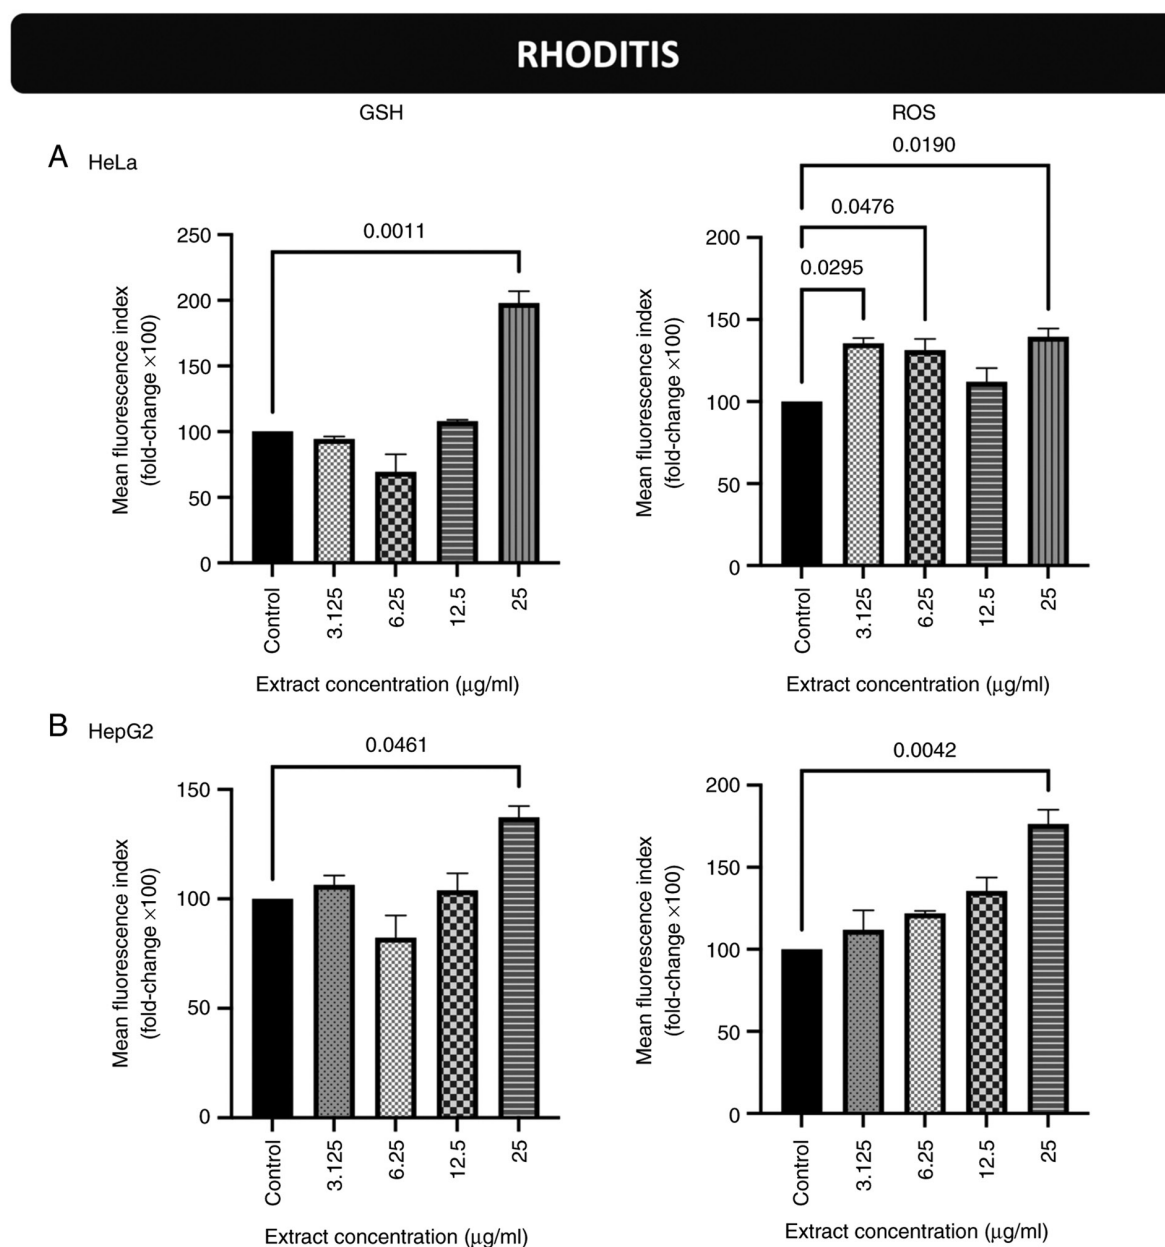 RHODITIS
GSH
ROS
A HeLa
0.0011
250
200
150
100
50
0
Mean fluorescence index
(fold-change ×100)
Control
3.125
6.25
12.5
25
Extract concentration (μg/ml)
0.0190
0.0476
0.0295
200
150
100
50
0
Mean fluorescence index
(fold-change ×100)
Control
3.125
6.25
12.5
25
Extract concentration (μg/ml)
B HepG2
0.0461
150
100
50
0
Mean fluorescence index
(fold-change ×100)
Control
3.125
6.25
12.5
25
Extract concentration (μg/ml)
0.0042
200
150
100
50
0
Mean fluorescence index
(fold-change ×100)
Control
3.125
6.25
12.5
25
Extract concentration (μg/ml)